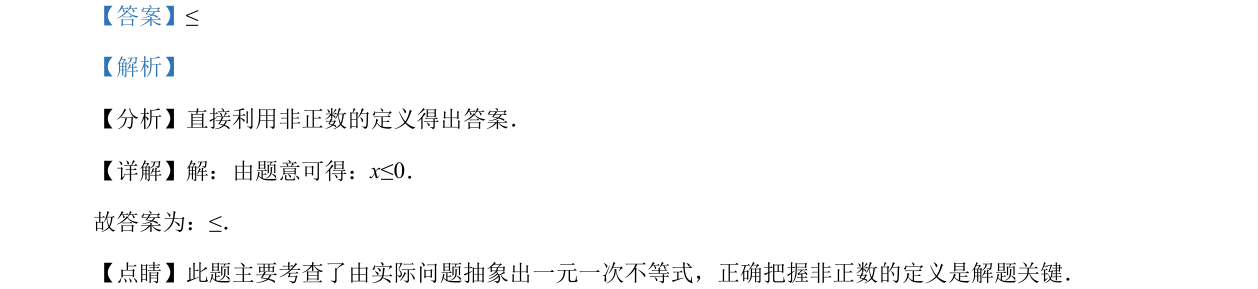 【答案】≤
【解析】
【分析】直接利用非正数的定义得出答案．
【详解】解：由题意可得：x≤0．
故答案为：≤．
【点睛】此题主要考查了由实际问题抽象出一元一次不等式，正确把握非正数的定义是解题关键．